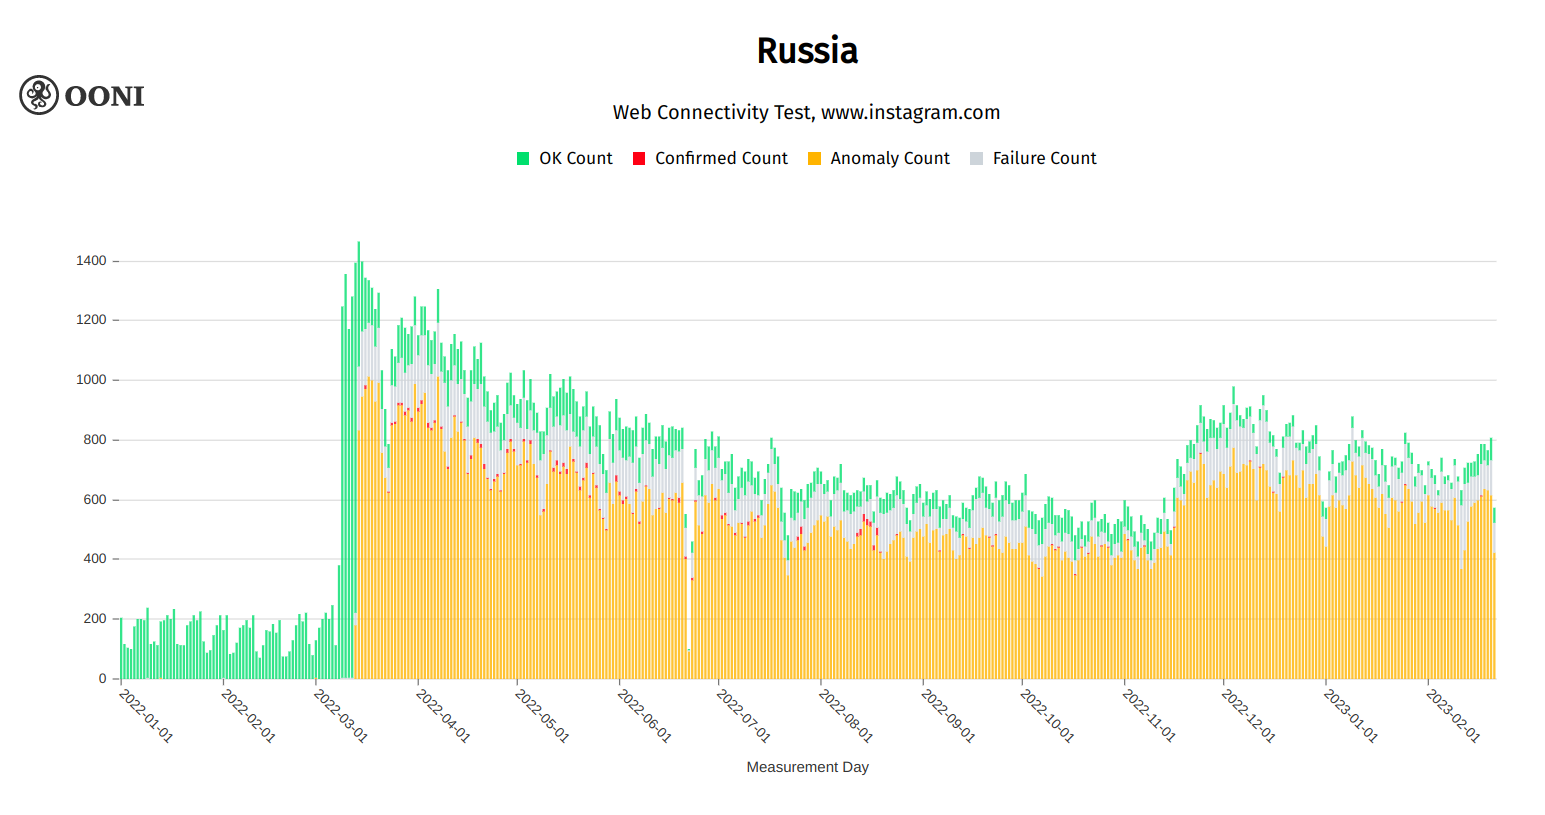 Russia
OONI
Web Connectivity Test, www.instagram.com
OK Count Confirmed Count Anomaly Count Failure Count
1400
1200
1000
800
600
400
200
0
2022-01-01 2022-02-01 2022-03-01 2022-04-01 2022-05-01 2022-06-01 2022-07-01 2022-08-01 2022-09-01 2022-10-01 2022-11-01 2022-12-01 2023-01-01 2023-02-01
Measurement Day